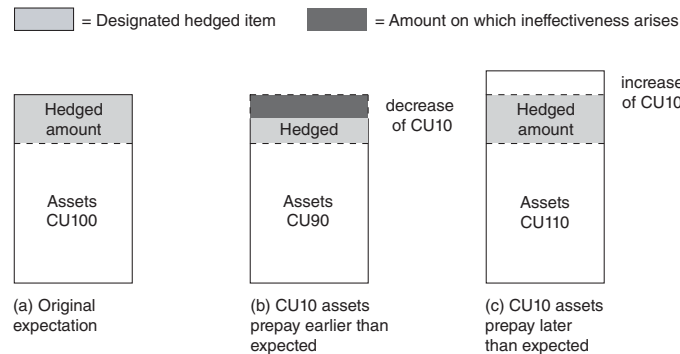 = Designated hedged item
= Amount on which ineffectiveness arises
Hedged
amount
Assets
CU100
(a) Original
expectation
decrease
of CU10
Hedged
Assets
CU90
(b) CU10 assets
prepay earlier than
expected
increase
of CU10
Hedged
amount
Assets
CU110
(c) CU10 assets
prepay later
than expected